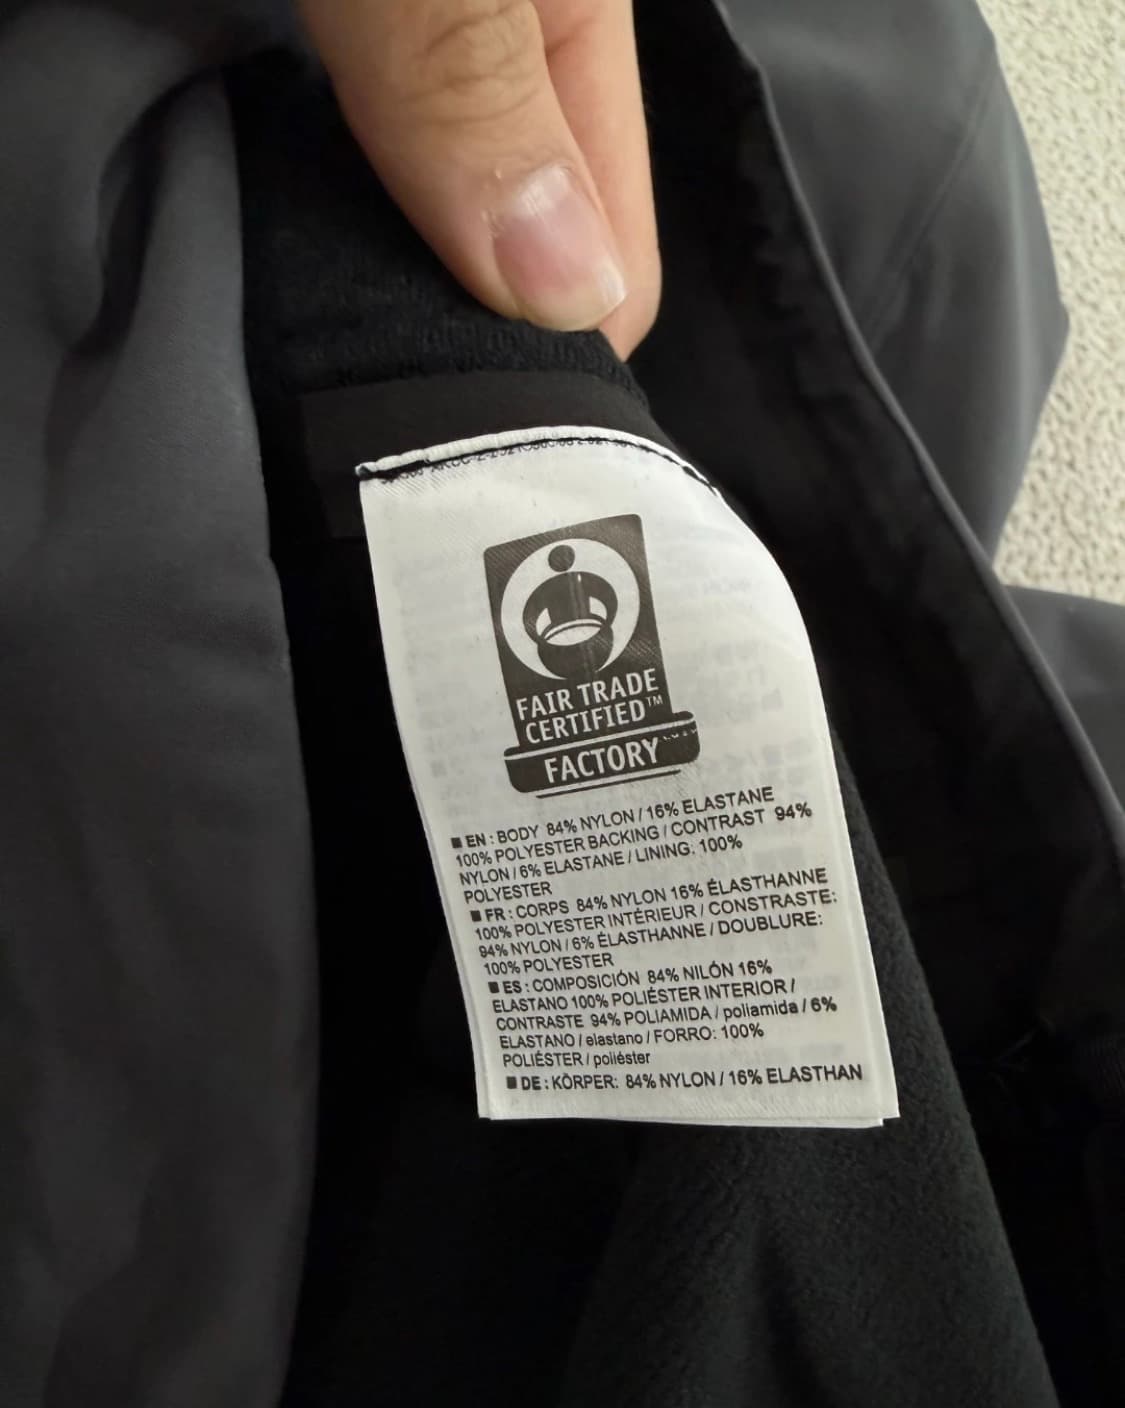 FAIR TRADE
CERTIFIED™
FACTORY
■ EN : BODY 84% NYLON / 16% ELASTANE
100% POLYESTER BACKING / CONTRAST 94%
NYLON / 6% ELASTANE / LINING: 100%
POLYESTER
■ FR : CORPS 84% NYLON 16% ÉLASTHANNE
100% POLYESTER INTÉRIEUR / CONSTRASTE:
94% NYLON / 6% ÉLASTHANNE / DOUBLURE:
100% POLYESTER
■ ES : COMPOSICIÓN 84% NILÓN 16%
ELASTANO 100% POLIÉSTER INTERIOR /
CONTRASTE 94% POLIAMIDA / poliamida / 6%
ELASTANO / elastano / FORRO: 100%
POLIÉSTER / poliéster
■ DE : KÖRPER: 84% NYLON / 16% ELASTHAN